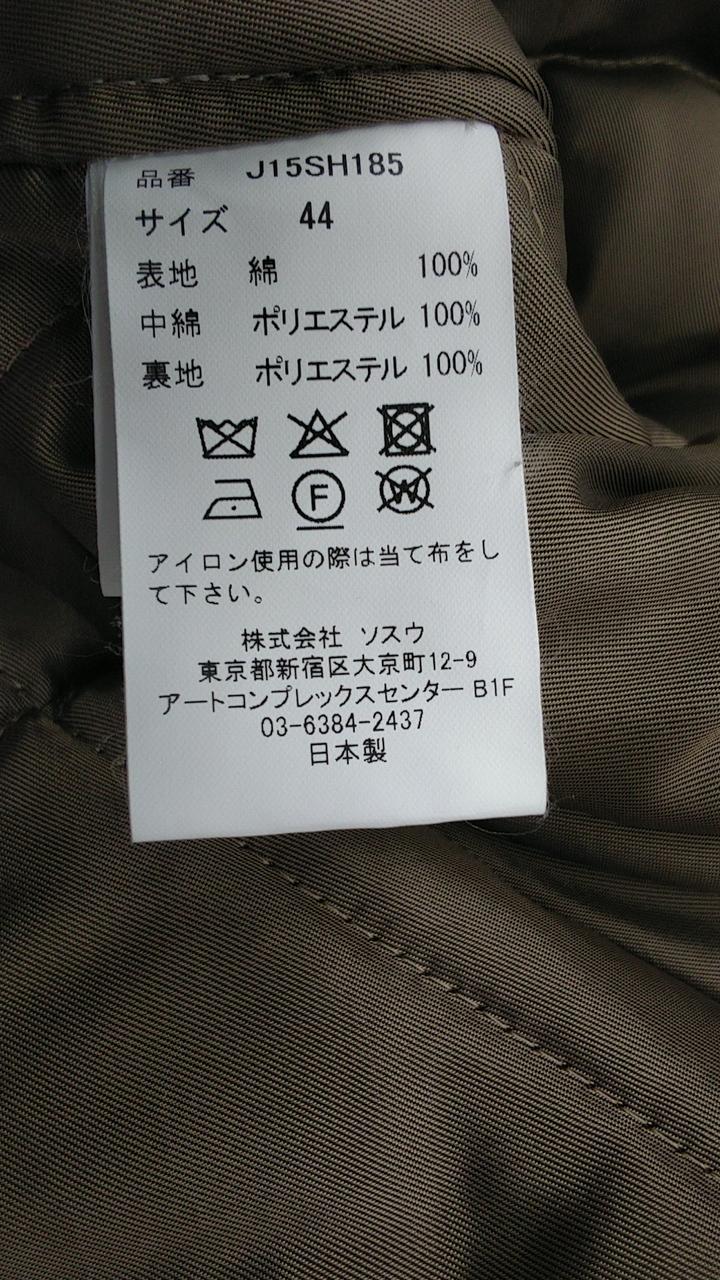 品番 J15SH185
サイズ 44
表地 綿 100%
中綿 ポリエステル 100%
裏地 ポリエステル 100%
F W
アイロン使用の際は当て布をし
て下さい。
株式会社 ソスウ
東京都新宿区大京町12-9
アートコンプレックスセンター B1F
03-6384-2437
日本製